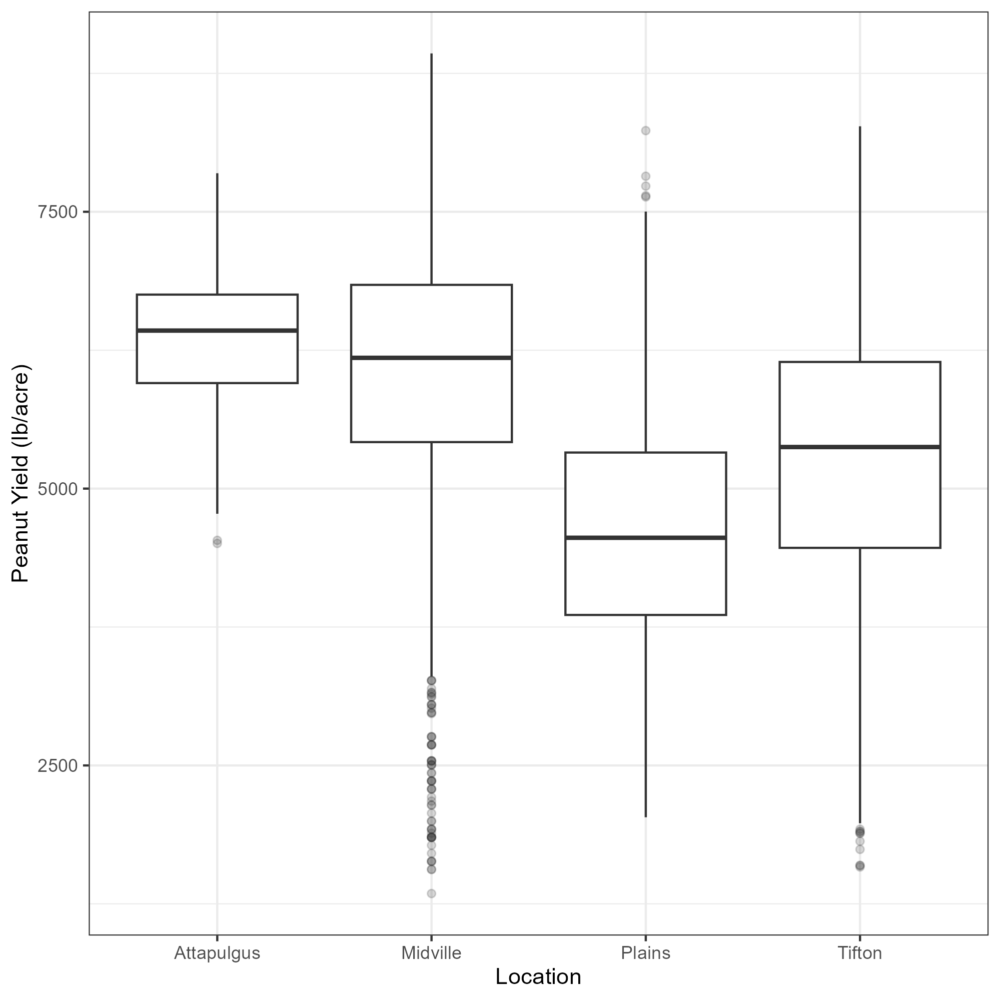 Peanut Yield (lb/acre)
7500
5000
2500
Attapulgus
Midville
Plains
Tifton
Location